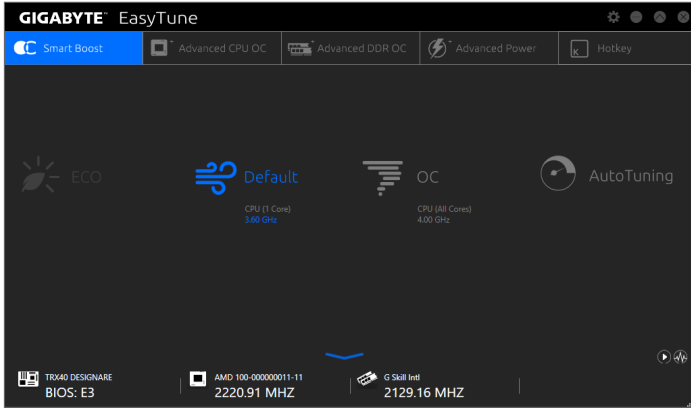 GIGABYTE™ EasyTune
Smart Boost
Advanced CPU OC
Advanced DDR OC
Advanced Power
K Hotkey
ECO
Default
OC
AutoTuning
CPU (1 Core)
3.60 GHz
CPU (All Cores)
4.00 GHz
TRX40 DESIGNARE
BIOS: E3
AMD 100-000000011-11
2220.91 MHZ
G Skill Intl
2129.16 MHZ